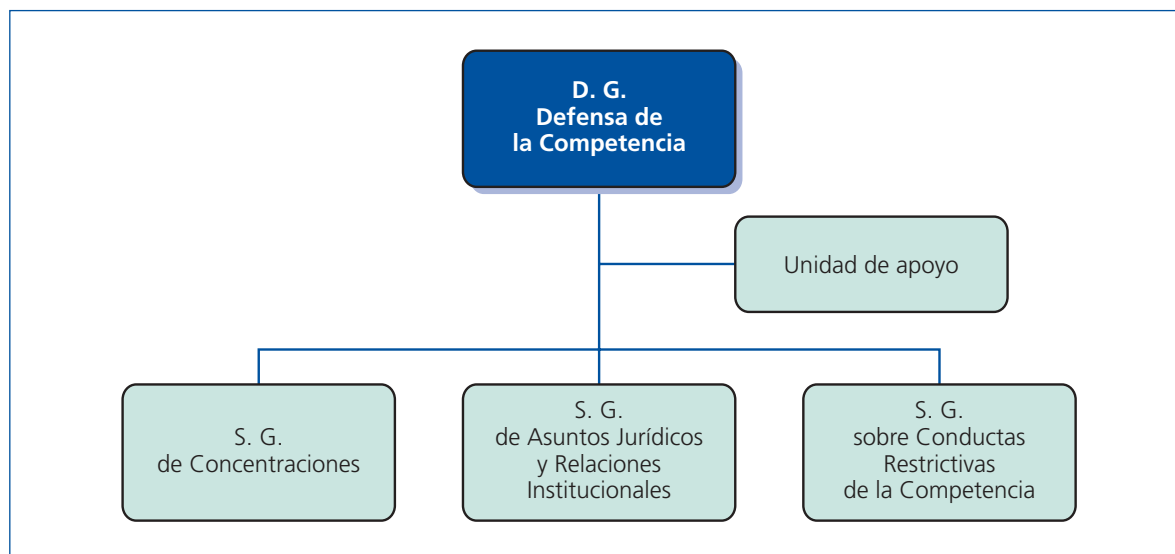 D. G.
Defensa de
la Competencia
Unidad de apoyo
S. G.
de Concentraciones
S. G.
de Asuntos Jurídicos
y Relaciones
Institucionales
S. G.
sobre Conductas
Restrictivas
de la Competencia